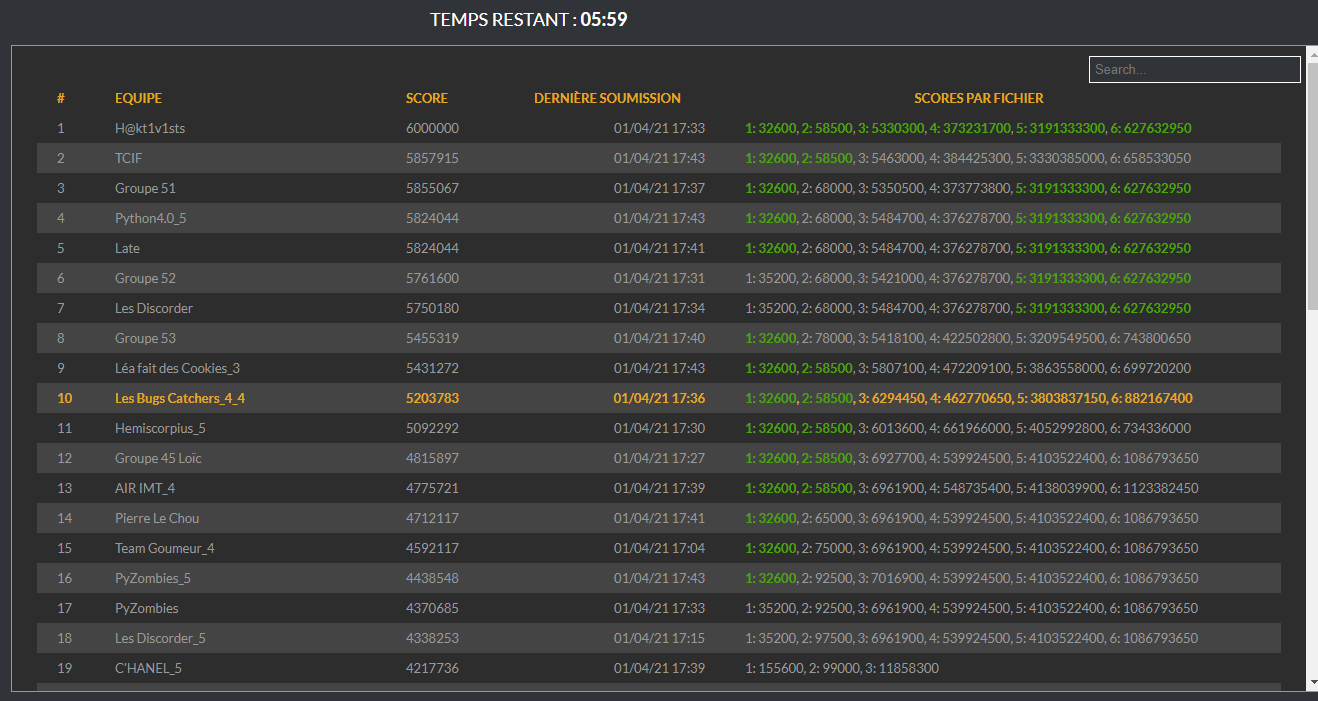 TEMPS RESTANT : 05:59
Search...
# EQUIPE SCORE DERNIÈRE SOUMISSION SCORES PAR FICHIER
1 H@kt1v1sts 6000000 01/04/21 17:33 1: 32600, 2: 58500, 3: 5330300, 4: 373231700, 5: 3191333300, 6: 627632950
2 TCIF 5857915 01/04/21 17:43 1: 32600, 2: 58500, 3: 5463000, 4: 384425300, 5: 3330385000, 6: 658533050
3 Groupe 51 5855067 01/04/21 17:37 1: 32600, 2: 68000, 3: 5350500, 4: 373773800, 5: 3191333300, 6: 627632950
4 Python4.0_5 5824044 01/04/21 17:43 1: 32600, 2: 68000, 3: 5484700, 4: 376278700, 5: 3191333300, 6: 627632950
5 Late 5824044 01/04/21 17:41 1: 32600, 2: 68000, 3: 5484700, 4: 376278700, 5: 3191333300, 6: 627632950
6 Groupe 52 5761600 01/04/21 17:31 1: 35200, 2: 68000, 3: 5421000, 4: 376278700, 5: 3191333300, 6: 627632950
7 Les Discorder 5750180 01/04/21 17:34 1: 35200, 2: 68000, 3: 5484700, 4: 376278700, 5: 3191333300, 6: 627632950
8 Groupe 53 5455319 01/04/21 17:40 1: 32600, 2: 78000, 3: 5418100, 4: 422502800, 5: 3209549500, 6: 743800650
9 Léa fait des Cookies_3 5431272 01/04/21 17:43 1: 32600, 2: 58500, 3: 5807100, 4: 472209100, 5: 3863558000, 6: 699720200
10 Les Bugs Catchers_4_4 5203783 01/04/21 17:36 1: 32600, 2: 58500, 3: 6294450, 4: 462770650, 5: 3803837150, 6: 882167400
11 Hemiscorpius_5 5092292 01/04/21 17:30 1: 32600, 2: 58500, 3: 6013600, 4: 661966000, 5: 4052992800, 6: 734336000
12 Groupe 45 Loïc 4815897 01/04/21 17:27 1: 32600, 2: 58500, 3: 6927700, 4: 539924500, 5: 4103522400, 6: 1086793650
13 AIR IMT_4 4775721 01/04/21 17:39 1: 32600, 2: 58500, 3: 6961900, 4: 548735400, 5: 4138039900, 6: 1123382450
14 Pierre Le Chou 4712117 01/04/21 17:41 1: 32600, 2: 65000, 3: 6961900, 4: 539924500, 5: 4103522400, 6: 1086793650
15 Team Goumeur_4 4592117 01/04/21 17:04 1: 32600, 2: 75000, 3: 6961900, 4: 539924500, 5: 4103522400, 6: 1086793650
16 PyZombies_5 4438548 01/04/21 17:43 1: 32600, 2: 92500, 3: 7016900, 4: 539924500, 5: 4103522400, 6: 1086793650
17 PyZombies 4370685 01/04/21 17:33 1: 35200, 2: 92500, 3: 6961900, 4: 539924500, 5: 4103522400, 6: 1086793650
18 Les Discorder_5 4338253 01/04/21 17:15 1: 35200, 2: 97500, 3: 6961900, 4: 539924500, 5: 4103522400, 6: 1086793650
19 C'HANEL_5 4217736 01/04/21 17:39 1: 155600, 2: 99000, 3: 11858300